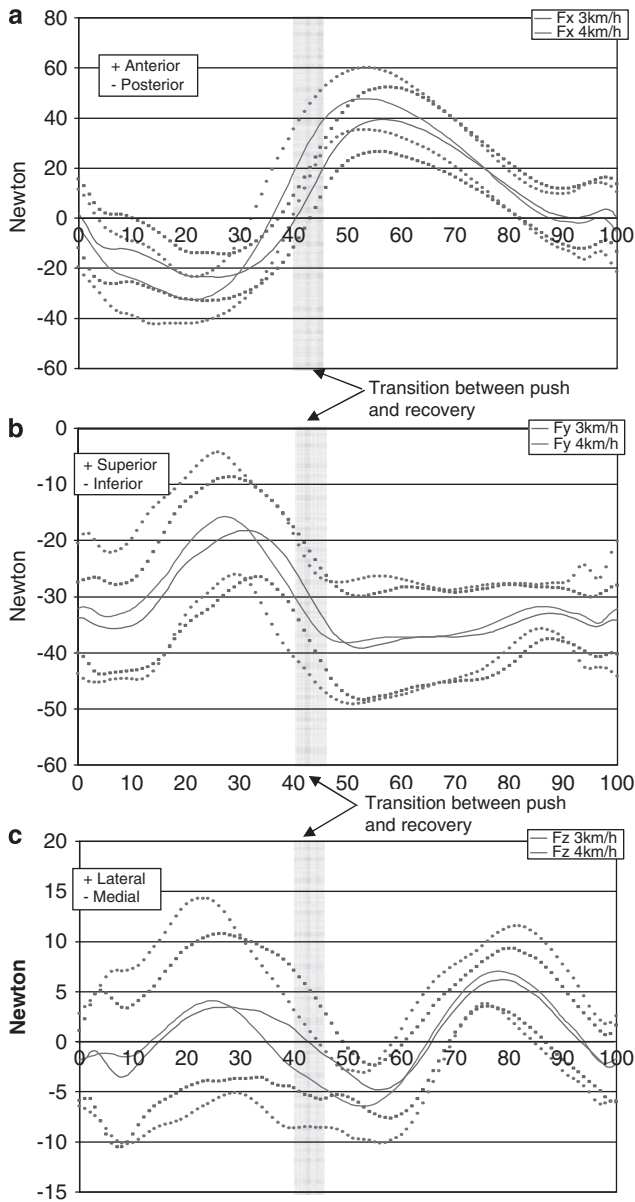 a
80
Fx 3km/h
Fx 4km/h
+ Anterior
- Posterior
60
40
20
0
-20
-40
-60
Newton
0 10 20 30 40 50 60 70 80 90 100
Transition between push
and recovery
b
0
Fy 3km/h
Fy 4km/h
+ Superior
- Inferior
-10
-20
-30
-40
-50
-60
Newton
0 10 20 30 40 50 60 70 80 90 100
Transition between push
and recovery
c
20
Fz 3km/h
Fz 4km/h
+ Lateral
- Medial
15
10
5
0
-5
-10
-15
Newton
0 10 20 30 40 50 60 70 80 90 100